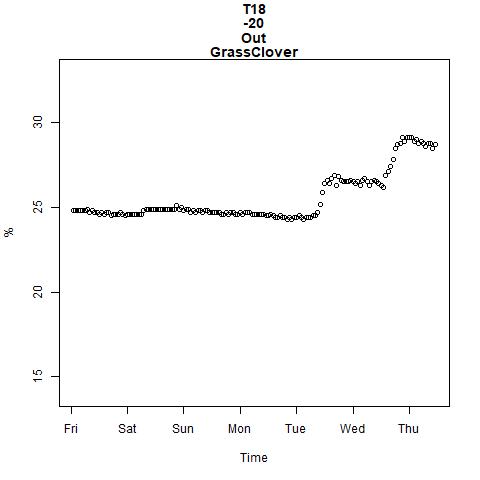 T18
-20
Out
GrassClover
%
30
25
20
15
Fri Sat Sun Mon Tue Wed Thu
Time